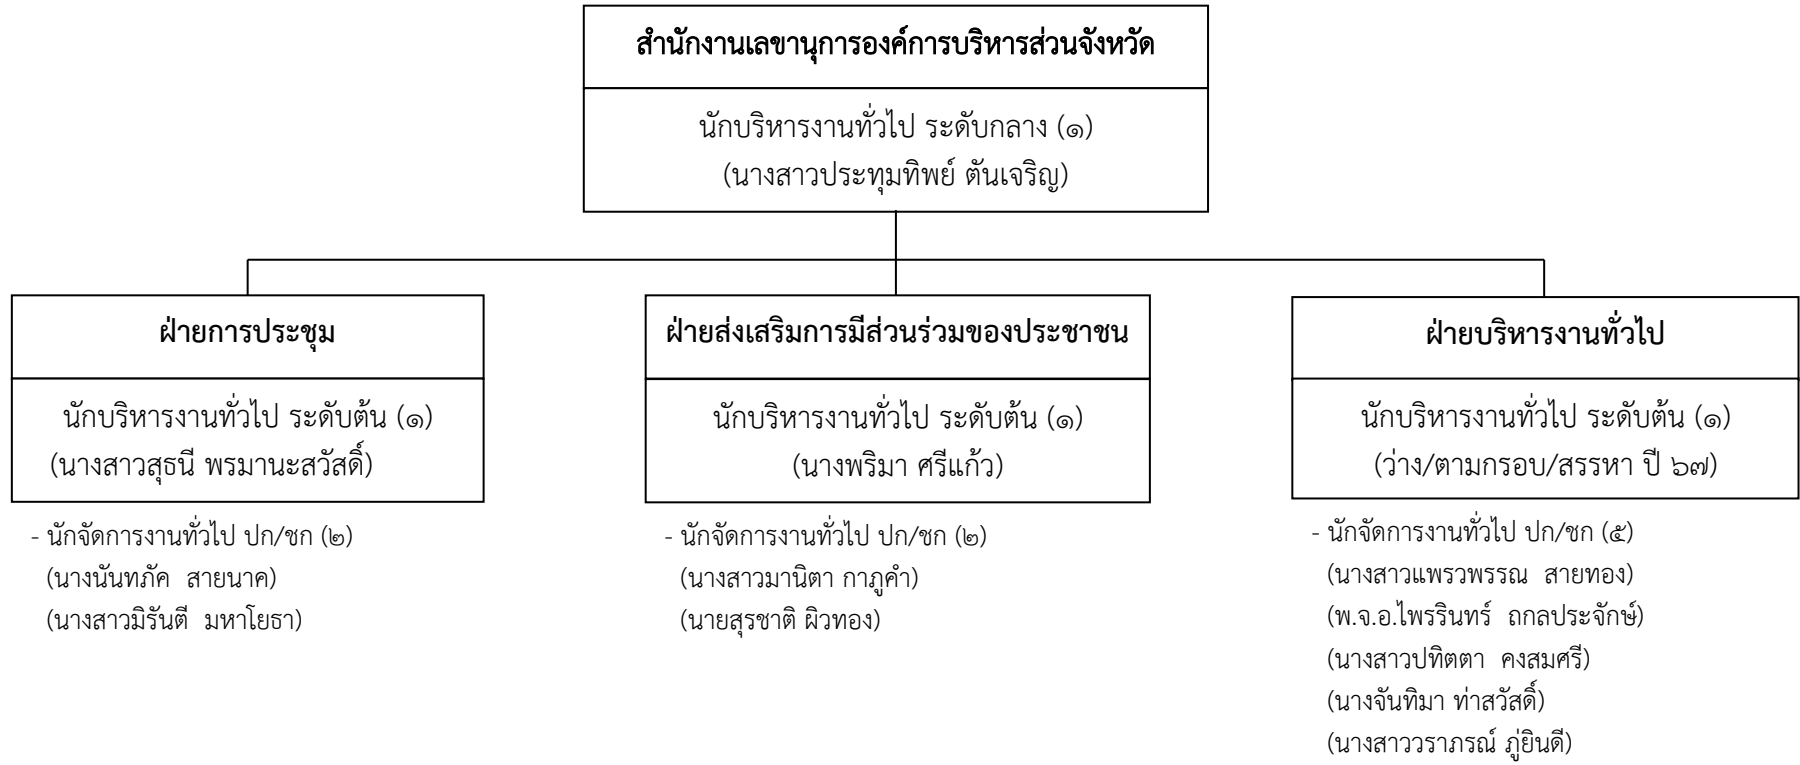 สำนักงานเลขานุการองค์การบริหารส่วนจังหวัด
นักบริหารงานทั่วไป ระดับกลาง (๑)
(นางสาวประทุมทิพย์ ตันเจริญ)
ฝ่ายการประชุม
นักบริหารงานทั่วไป ระดับต้น (๑)
(นางสาวสุธนี พรมานะสวัสดิ์)
- นักจัดการงานทั่วไป ปก/ชก (๒)
(นางนันทภัค สายนาค)
(นางสาวมิรันตี มหาโยธา)
ฝ่ายส่งเสริมการมีส่วนร่วมของประชาชน
นักบริหารงานทั่วไป ระดับต้น (๑)
(นางพริมา ศรีแก้ว)
- นักจัดการงานทั่วไป ปก/ชก (๒)
(นางสาวมานิตา กาภูคำ)
(นายสุรชาติ ผิวทอง)
ฝ่ายบริหารงานทั่วไป
นักบริหารงานทั่วไป ระดับต้น (๑)
(ว่าง/ตามกรอบ/สรรหา ปี ๖๗)
- นักจัดการงานทั่วไป ปก/ชก (๕)
(นางสาวแพรวพรรณ สายทอง)
(พ.จ.อ.ไพรรินทร์ ถกลประจักษ์)
(นางสาวปทิตตา คงสมศรี)
(นางจันทิมา ท่าสวัสดิ์)
(นางสาววราภรณ์ ภู่ยินดี)